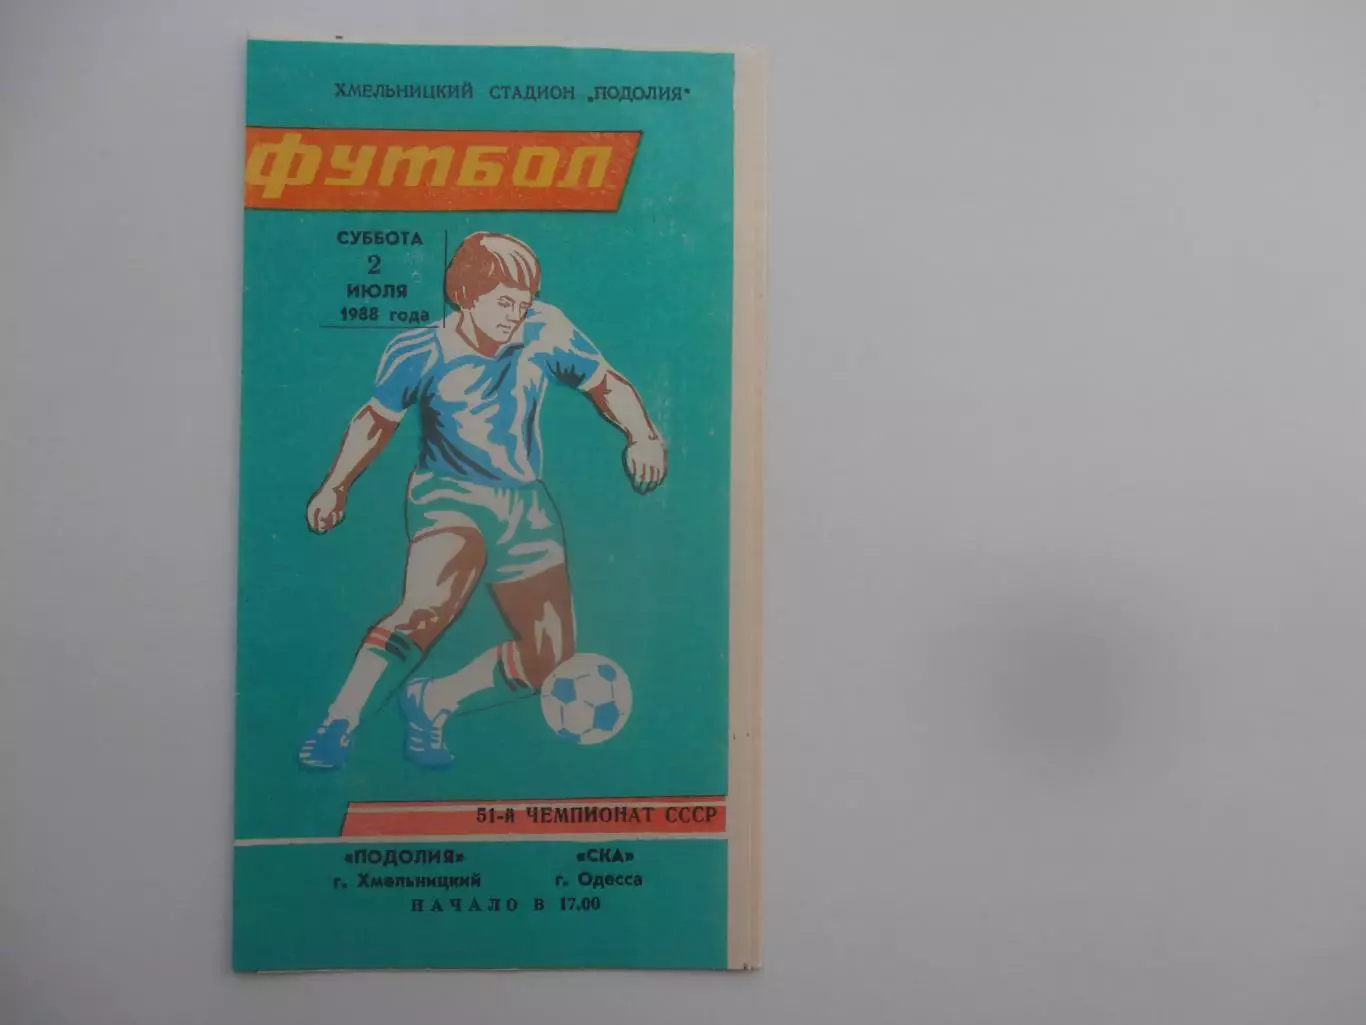 ХМЕЛЬНИЦКИЙ СТАДИОН „ПОДОЛИЯ"
ФУТБОЛ
СУББОТА
2
ИЮЛЯ
1988 года
51-й ЧЕМПИОНАТ СССР
«ПОДОЛИЯ» «СКА»
г. Хмельницкий г. Одесса
НАЧАЛО В 17.00